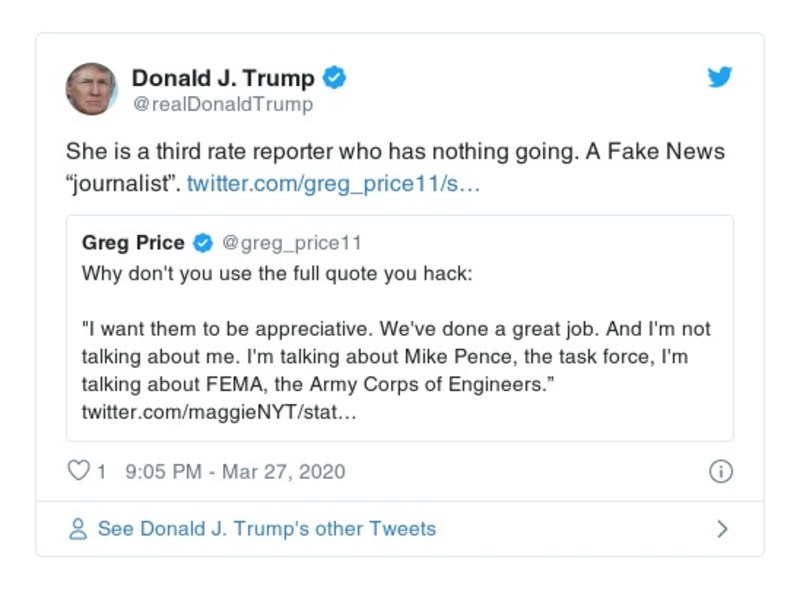 Donald J. Trump
@realDonaldTrump
She is a third rate reporter who has nothing going. A Fake News
“journalist”. twitter.com/greg_price11/s…
Greg Price @greg_price11
Why don't you use the full quote you hack:
"I want them to be appreciative. We've done a great job. And I'm not
talking about me. I'm talking about Mike Pence, the task force, I'm
talking about FEMA, the Army Corps of Engineers.”
twitter.com/maggieNYT/stat…
1 9:05 PM - Mar 27, 2020
See Donald J. Trump's other Tweets